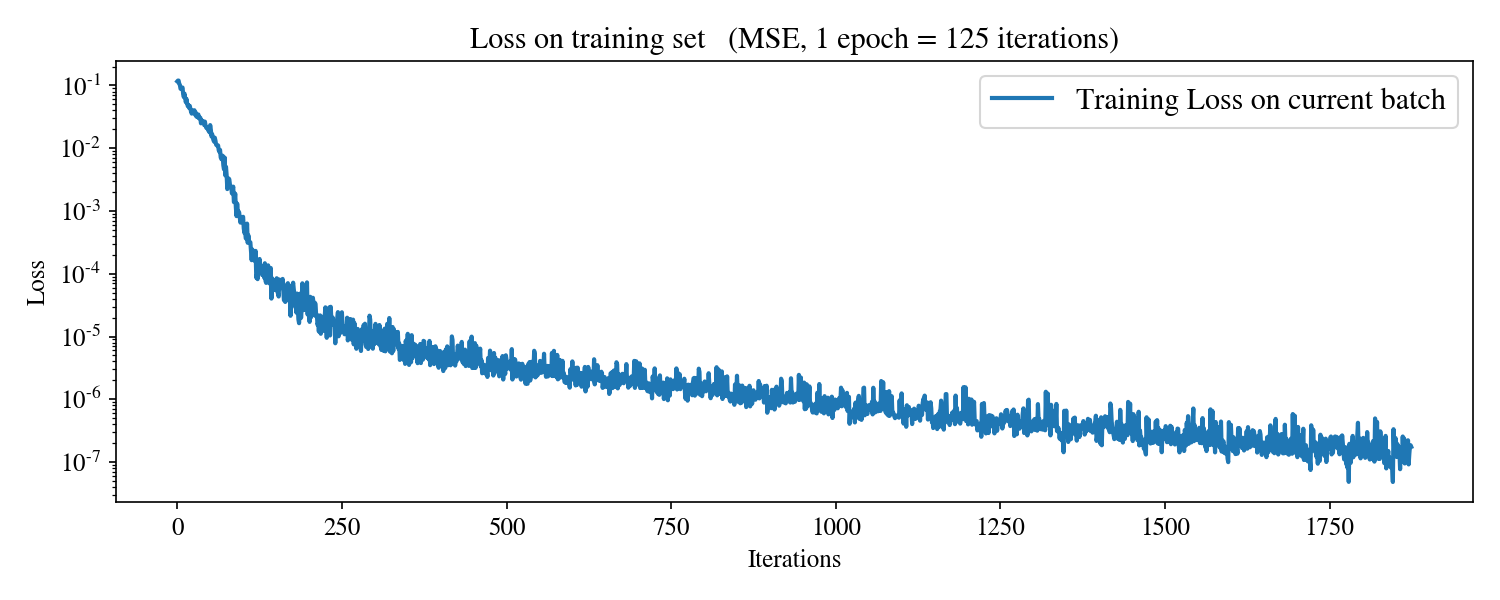 Loss on training set (MSE, 1 epoch = 125 iterations)
Training Loss on current batch
Loss
10-1
10-2
10-3
10-4
10-5
10-6
10-7
0 250 500 750 1000 1250 1500 1750
Iterations